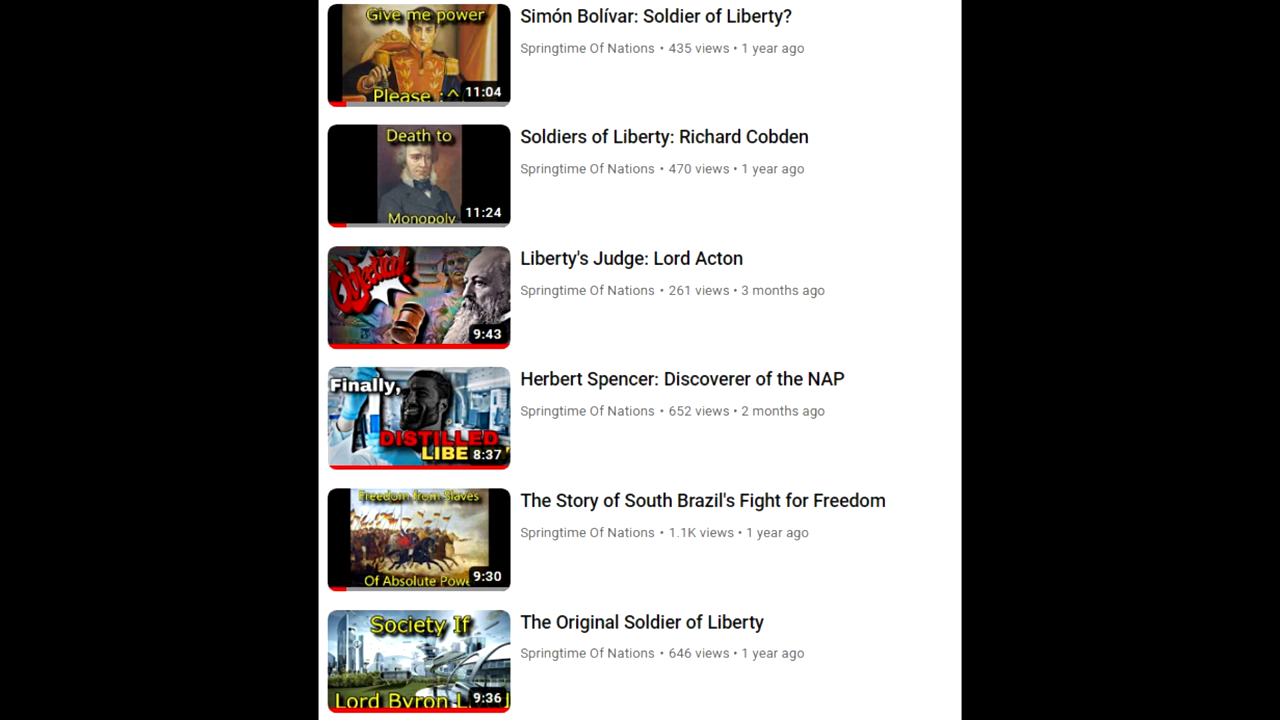 Give me power
Please :^
11:04
Simón Bolívar: Soldier of Liberty?
Springtime Of Nations • 435 views • 1 year ago
Death to
Monopoly
11:24
Soldiers of Liberty: Richard Cobden
Springtime Of Nations • 470 views • 1 year ago
Objection!
9:43
Liberty's Judge: Lord Acton
Springtime Of Nations • 261 views • 3 months ago
Finally,
DISTILLED
LIBE
8:37
Herbert Spencer: Discoverer of the NAP
Springtime Of Nations • 652 views • 2 months ago
Freedom from Slaves
Of Absolute Powe
9:30
The Story of South Brazil's Fight for Freedom
Springtime Of Nations • 1.1K views • 1 year ago
Society If
Lord Byron L
9:36
The Original Soldier of Liberty
Springtime Of Nations • 646 views • 1 year ago